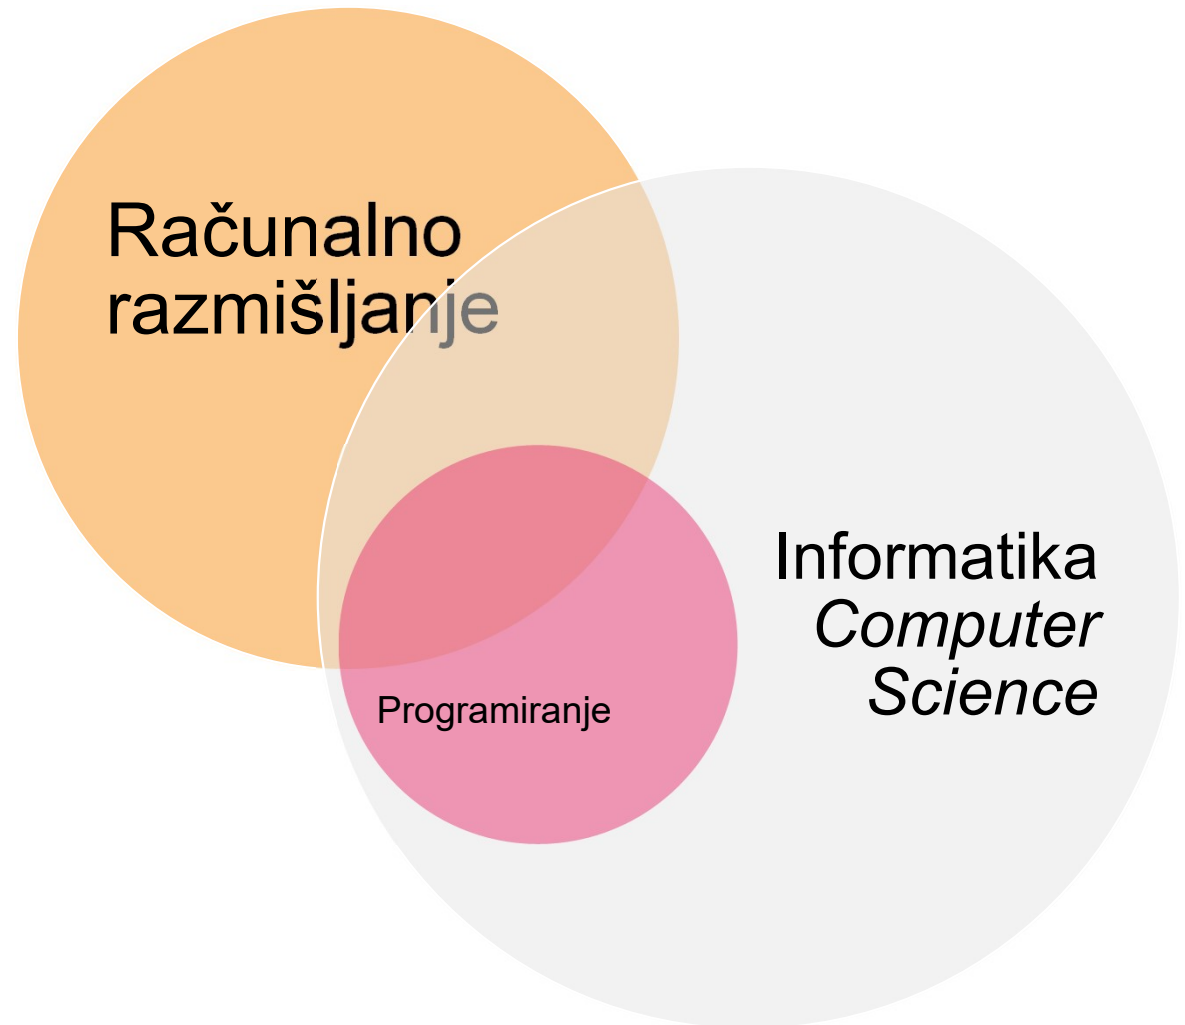 Računalno
razmišljanje
Informatika
Computer
Science
Programiranje